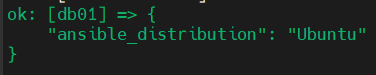 ok: [db01] => {
    "ansible_distribution": "Ubuntu"
}